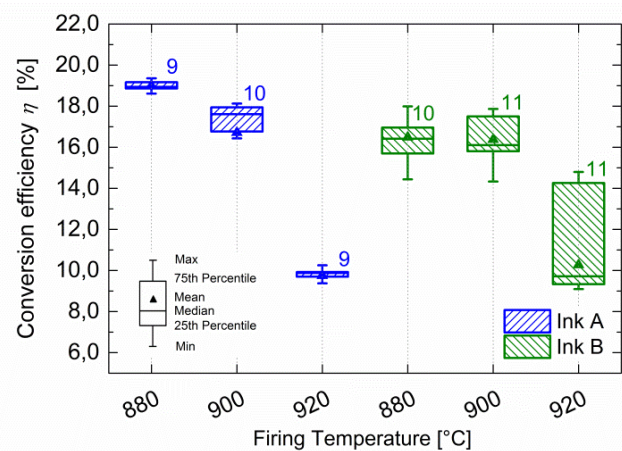 Conversion efficiency η [%]
22,0
20,0
18,0
16,0
14,0
12,0
10,0
8,0
6,0
9
10
9
10
11
11
Max
75th Percentile
Mean
Median
25th Percentile
Min
Ink A
Ink B
880
900
920
880
900
920
Firing Temperature [°C]